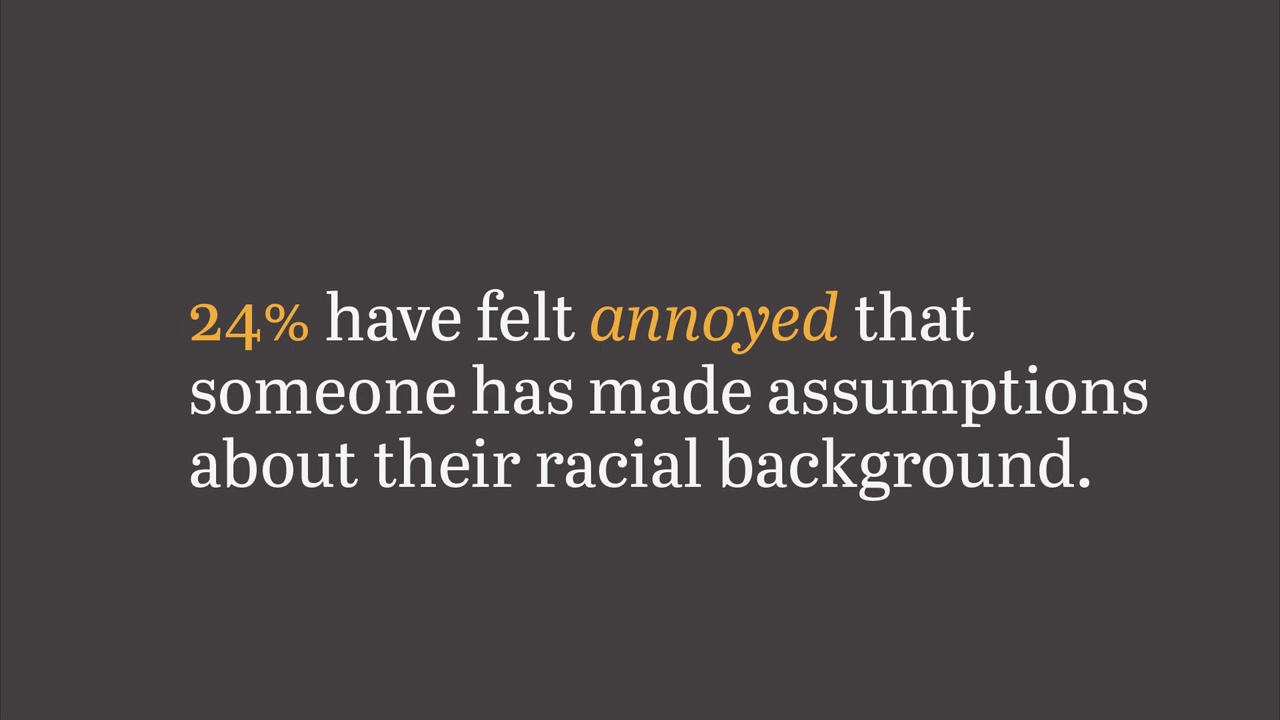 24% have felt annoyed that
someone has made assumptions
about their racial background.